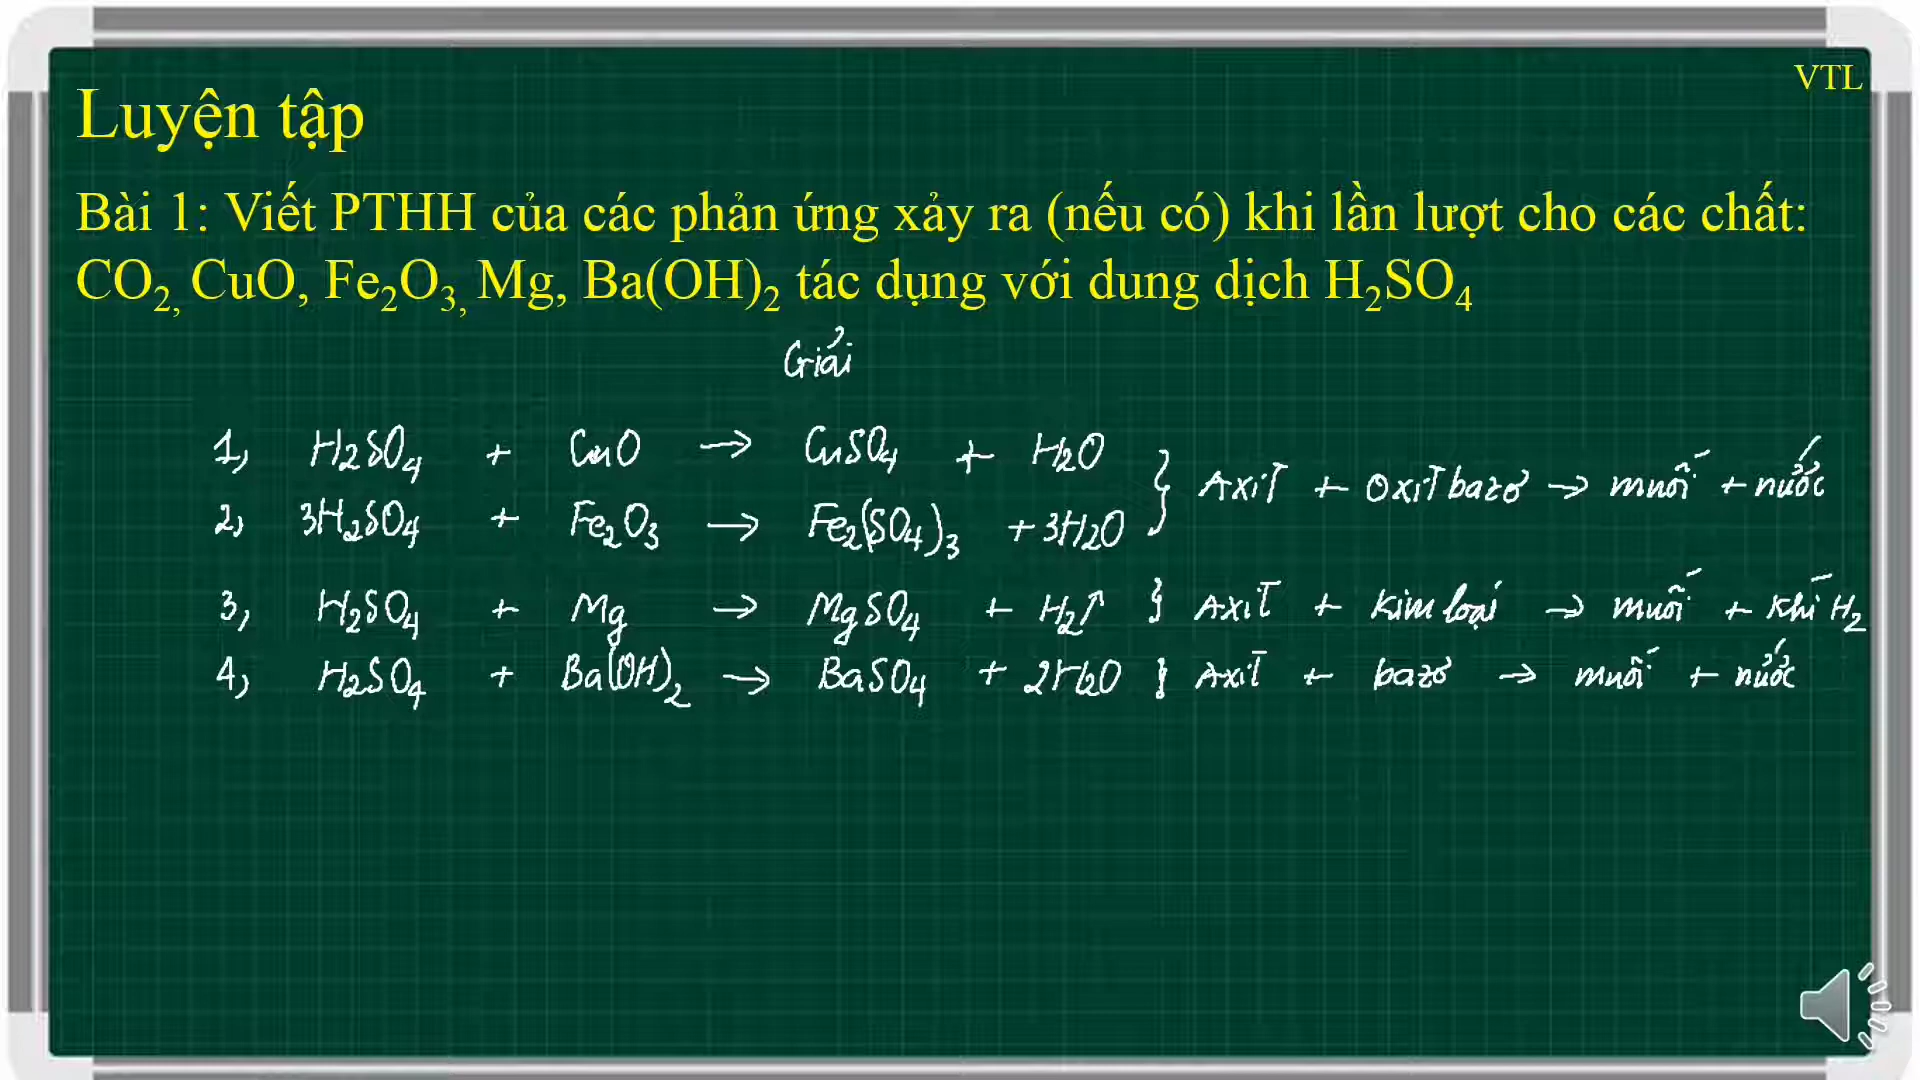 VTL
Luyện tập
Bài 1: Viết PTHH của các phản ứng xảy ra (nếu có) khi lần lượt cho các chất:
CO₂, CuO, Fe₂O₃, Mg, Ba(OH)₂ tác dụng với dung dịch H₂SO₄
Giải
1, H₂SO₄ + CuO → CuSO₄ + H₂O } Axit + oxit bazơ → muối + nước
2, 3H₂SO₄ + Fe₂O₃ → Fe₂(SO₄)₃ + 3H₂O
3, H₂SO₄ + Mg → MgSO₄ + H₂↑ } Axit + Kim loại → muối + khí H₂
4, H₂SO₄ + Ba(OH)₂ → BaSO₄ + 2H₂O } Axit + bazơ → muối + nước